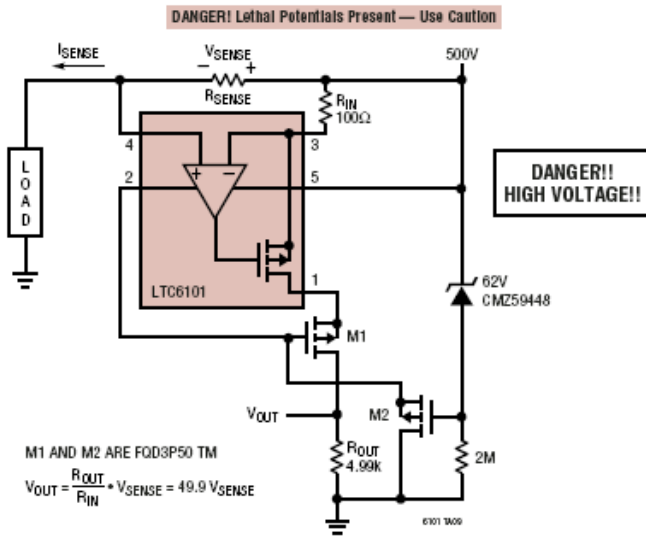 DANGER! Lethal Potentials Present — Use Caution
ISENSE
VSENSE
– +
RSENSE
500V
RIN
100Ω
4
3
2
5
+ –
LOAD
DANGER!!
HIGH VOLTAGE!!
LTC6101
1
62V
CMZ59448
M1
VOUT
M2
ROUT
4.99k
2M
M1 AND M2 ARE FQD3P50 TM
VOUT = ROUT/RIN • VSENSE = 49.9 VSENSE
6101 TA09